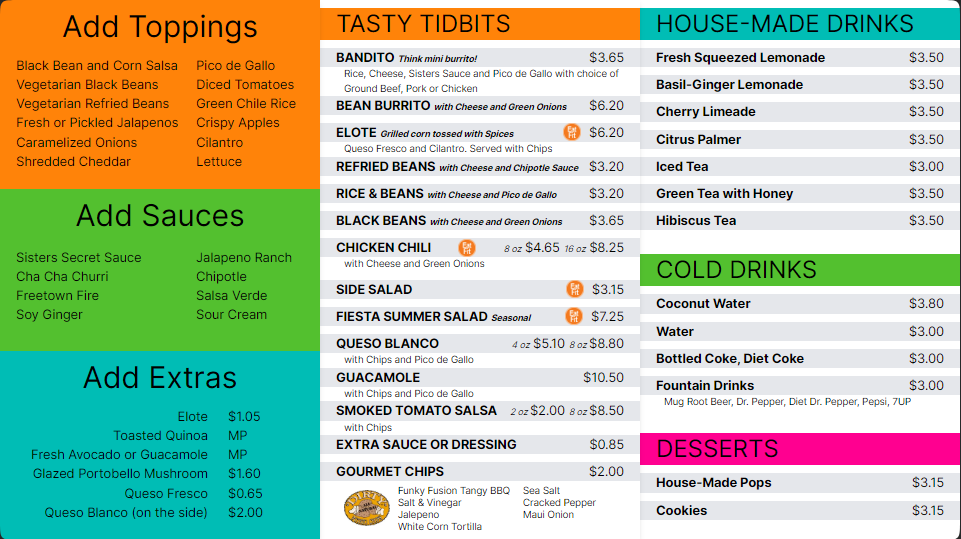 Add Toppings
Black Bean and Corn Salsa
Vegetarian Black Beans
Vegetarian Refried Beans
Fresh or Pickled Jalapenos
Caramelized Onions
Shredded Cheddar
Pico de Gallo
Diced Tomatoes
Green Chile Rice
Crispy Apples
Cilantro
Lettuce
Add Sauces
Sisters Secret Sauce
Cha Cha Churri
Freetown Fire
Soy Ginger
Jalapeno Ranch
Chipotle
Salsa Verde
Sour Cream
Add Extras
Elote $1.05
Toasted Quinoa MP
Fresh Avocado or Guacamole MP
Glazed Portobello Mushroom $1.60
Queso Fresco $0.65
Queso Blanco (on the side) $2.00
TASTY TIDBITS
BANDITO Think mini burrito! $3.65
Rice, Cheese, Sisters Sauce and Pico de Gallo with choice of
Ground Beef, Pork or Chicken
BEAN BURRITO with Cheese and Green Onions $6.20
ELOTE Grilled corn tossed with Spices Eat Fit $6.20
Queso Fresco and Cilantro. Served with Chips
REFRIED BEANS with Cheese and Chipotle Sauce $3.20
RICE & BEANS with Cheese and Pico de Gallo $3.20
BLACK BEANS with Cheese and Green Onions $3.65
CHICKEN CHILI Eat Fit 8 oz $4.65 16 oz $8.25
with Cheese and Green Onions
SIDE SALAD Eat Fit $3.15
FIESTA SUMMER SALAD Seasonal Eat Fit $7.25
QUESO BLANCO 4 oz $5.10 8 oz $8.80
with Chips and Pico de Gallo
GUACAMOLE $10.50
with Chips and Pico de Gallo
SMOKED TOMATO SALSA 2 oz $2.00 8 oz $8.50
with Chips
EXTRA SAUCE OR DRESSING $0.85
GOURMET CHIPS $2.00
DIRTY
Funky Fusion Tangy BBQ
Salt & Vinegar
Jalepeno
White Corn Tortilla
Sea Salt
Cracked Pepper
Maui Onion
HOUSE-MADE DRINKS
Fresh Squeezed Lemonade $3.50
Basil-Ginger Lemonade $3.50
Cherry Limeade $3.50
Citrus Palmer $3.50
Iced Tea $3.00
Green Tea with Honey $3.50
Hibiscus Tea $3.50
COLD DRINKS
Coconut Water $3.80
Water $3.00
Bottled Coke, Diet Coke $3.00
Fountain Drinks $3.00
Mug Root Beer, Dr. Pepper, Diet Dr. Pepper, Pepsi, 7UP
DESSERTS
House-Made Pops $3.15
Cookies $3.15